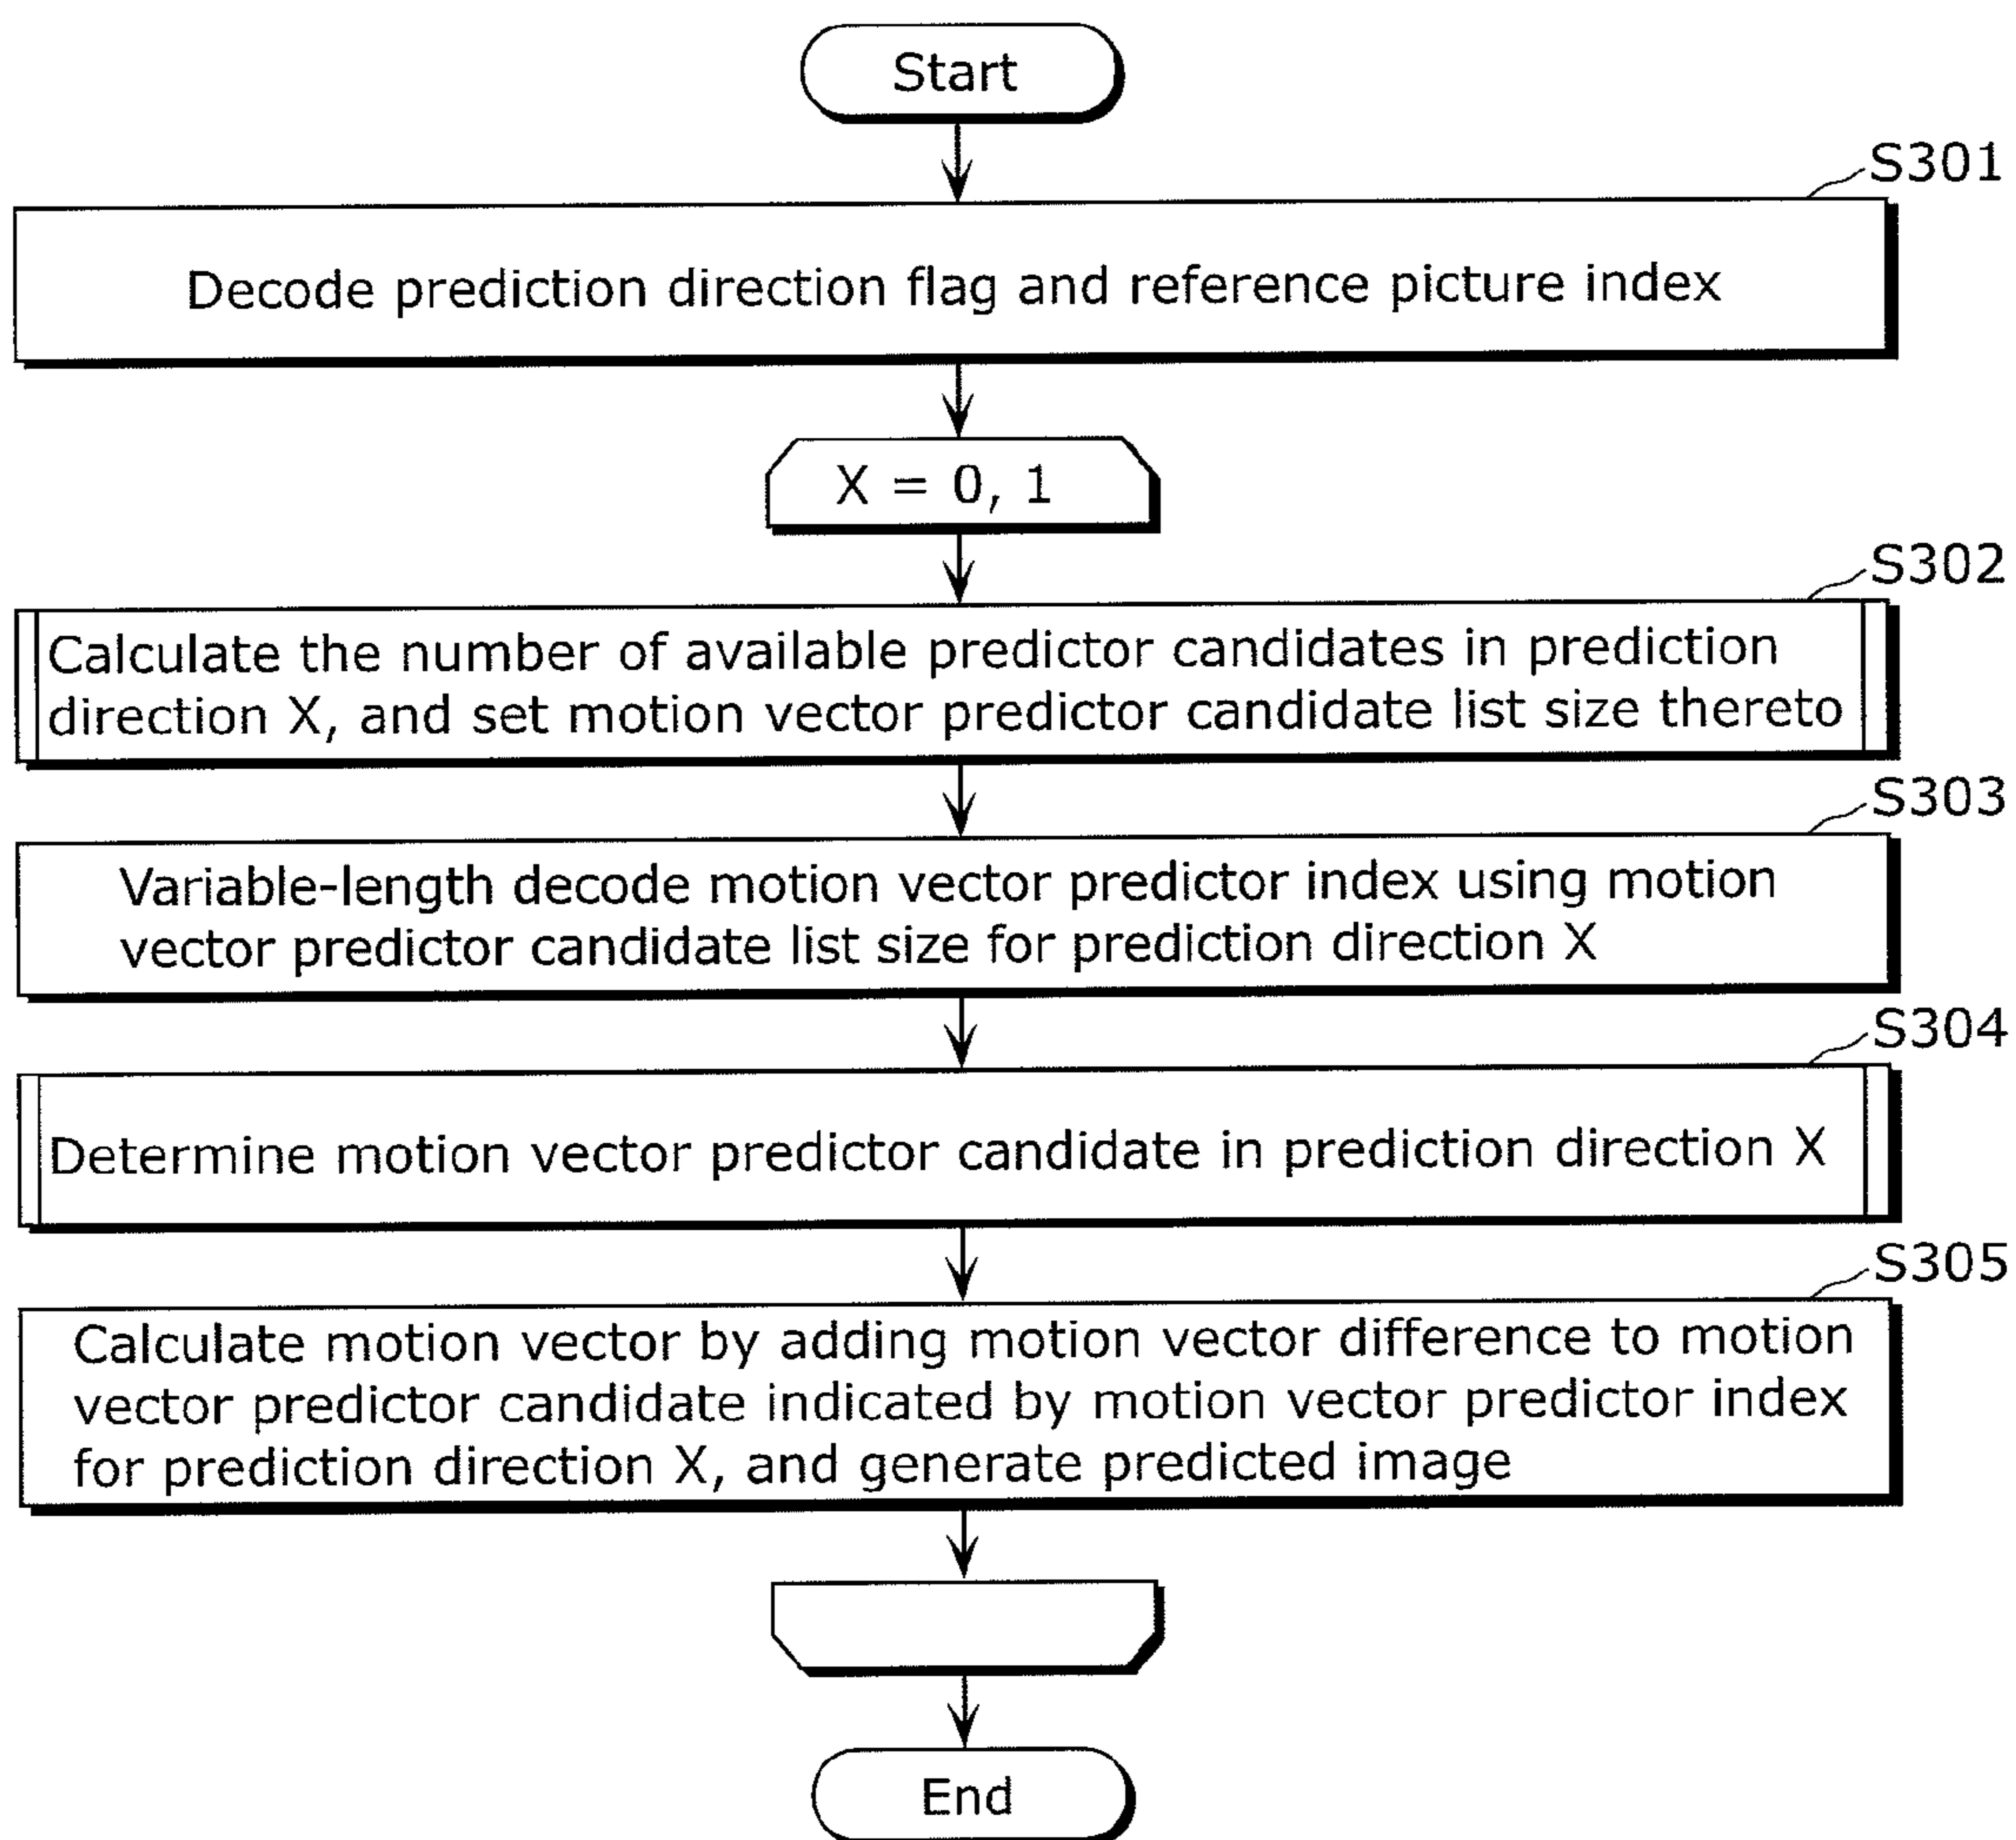 Start
S301
Decode prediction direction flag and reference picture index
X = 0, 1
S302
Calculate the number of available predictor candidates in prediction
direction X, and set motion vector predictor candidate list size thereto
S303
Variable-length decode motion vector predictor index using motion
vector predictor candidate list size for prediction direction X
S304
Determine motion vector predictor candidate in prediction direction X
S305
Calculate motion vector by adding motion vector difference to motion
vector predictor candidate indicated by motion vector predictor index
for prediction direction X, and generate predicted image
End